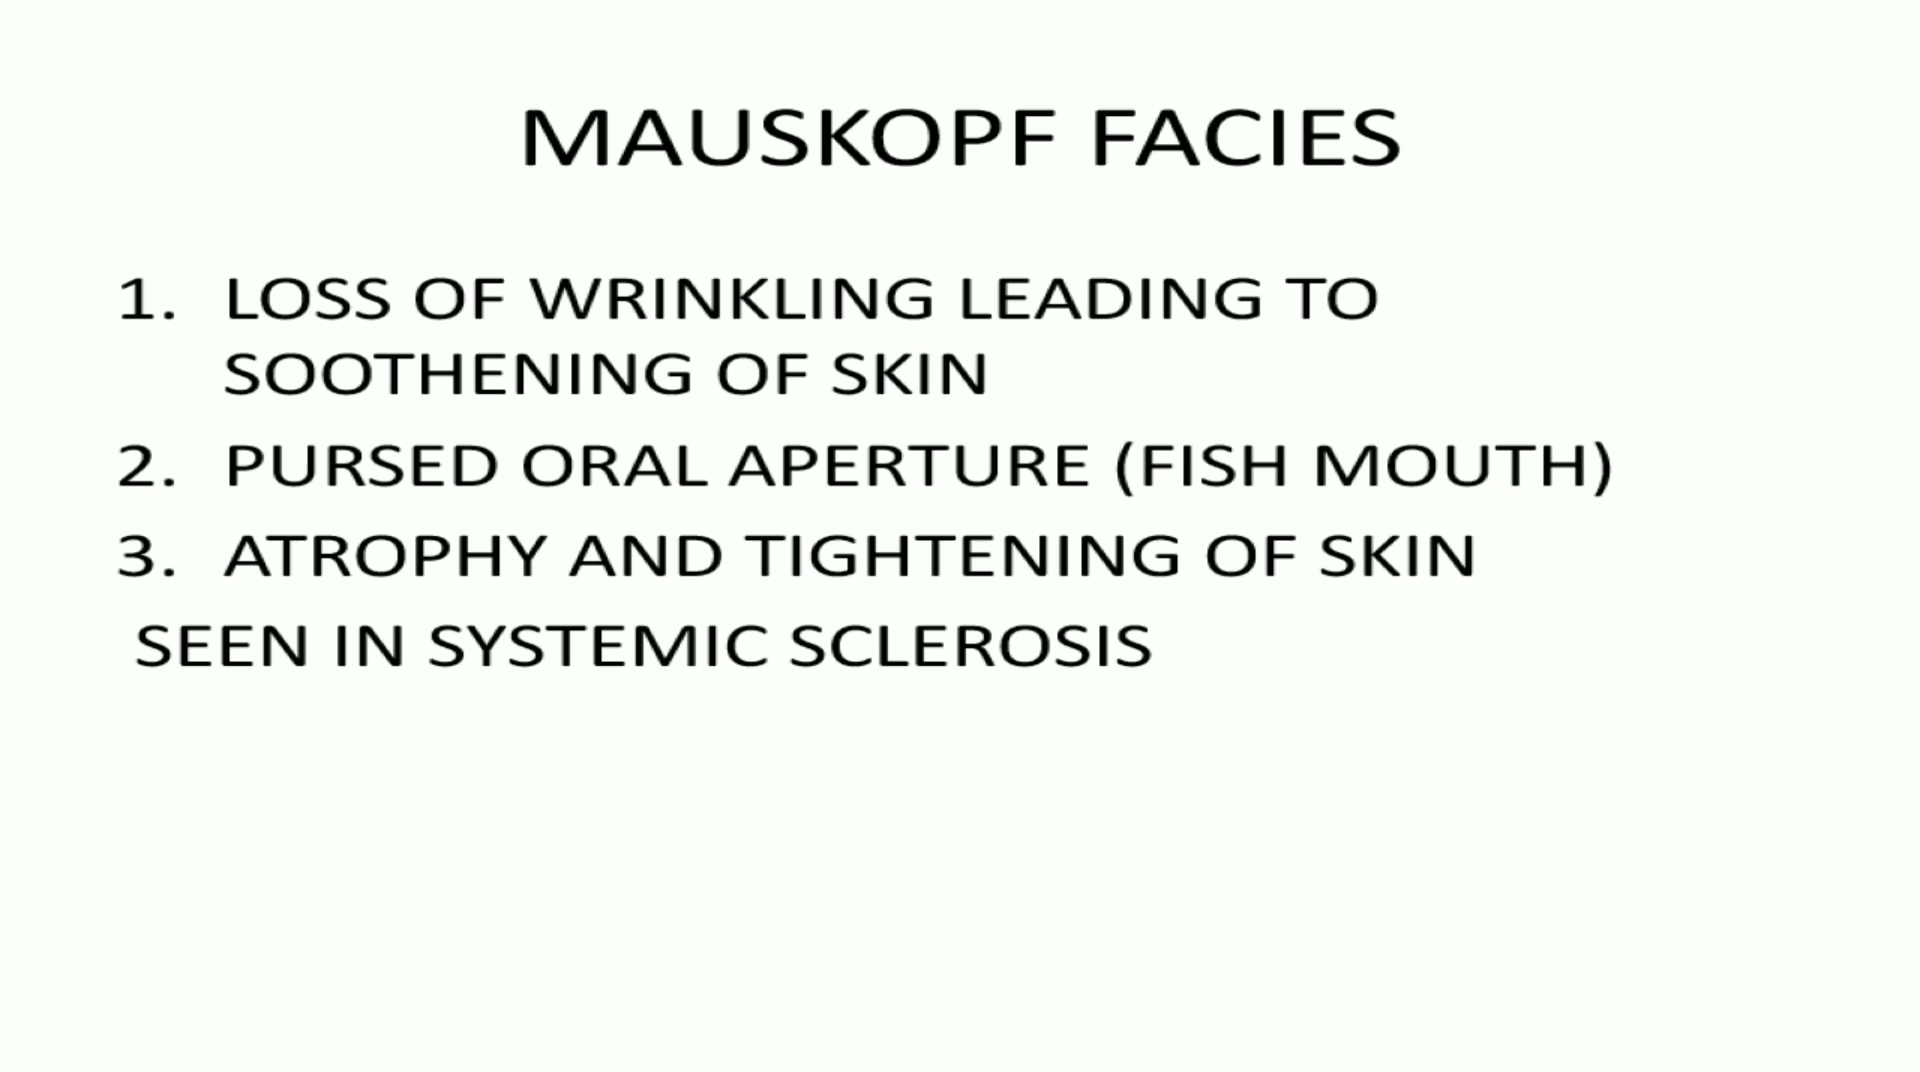 MAUSKOPF FACIES
1. LOSS OF WRINKLING LEADING TO
SOOTHENING OF SKIN
2. PURSED ORAL APERTURE (FISH MOUTH)
3. ATROPHY AND TIGHTENING OF SKIN
SEEN IN SYSTEMIC SCLEROSIS